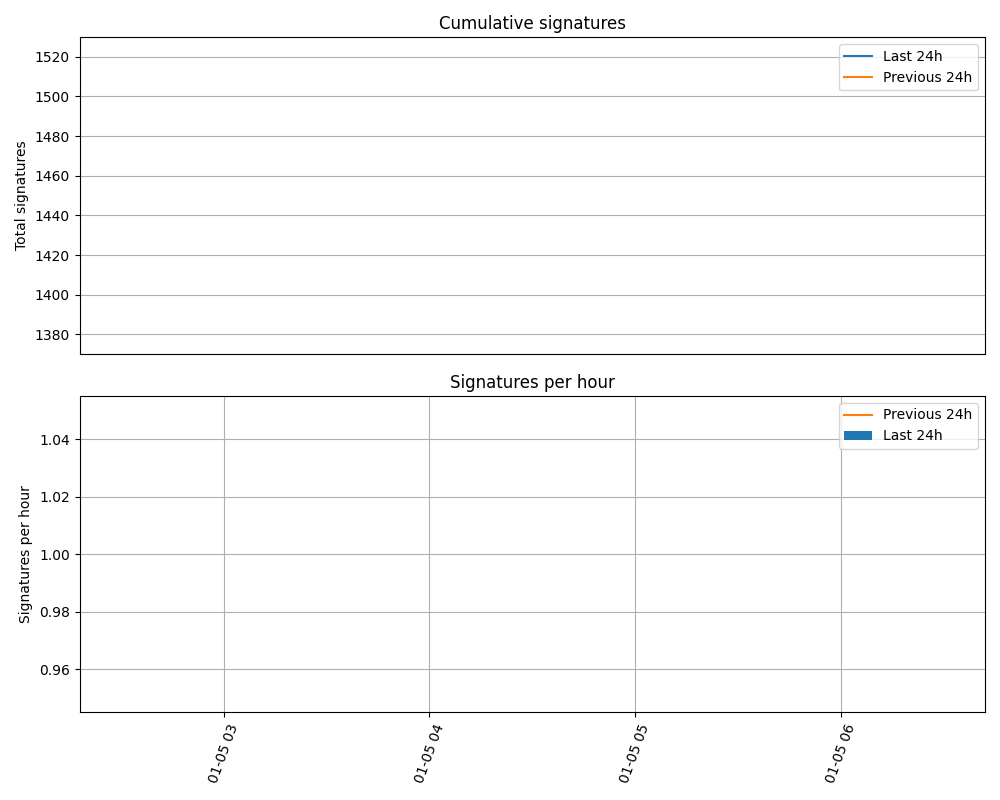 Cumulative signatures
1520
1500
1480
1460
1440
1420
1400
1380
Total signatures
Last 24h
Previous 24h
Signatures per hour
1.04
1.02
1.00
0.98
0.96
Signatures per hour
Previous 24h
Last 24h
01-05 03
01-05 04
01-05 05
01-05 06